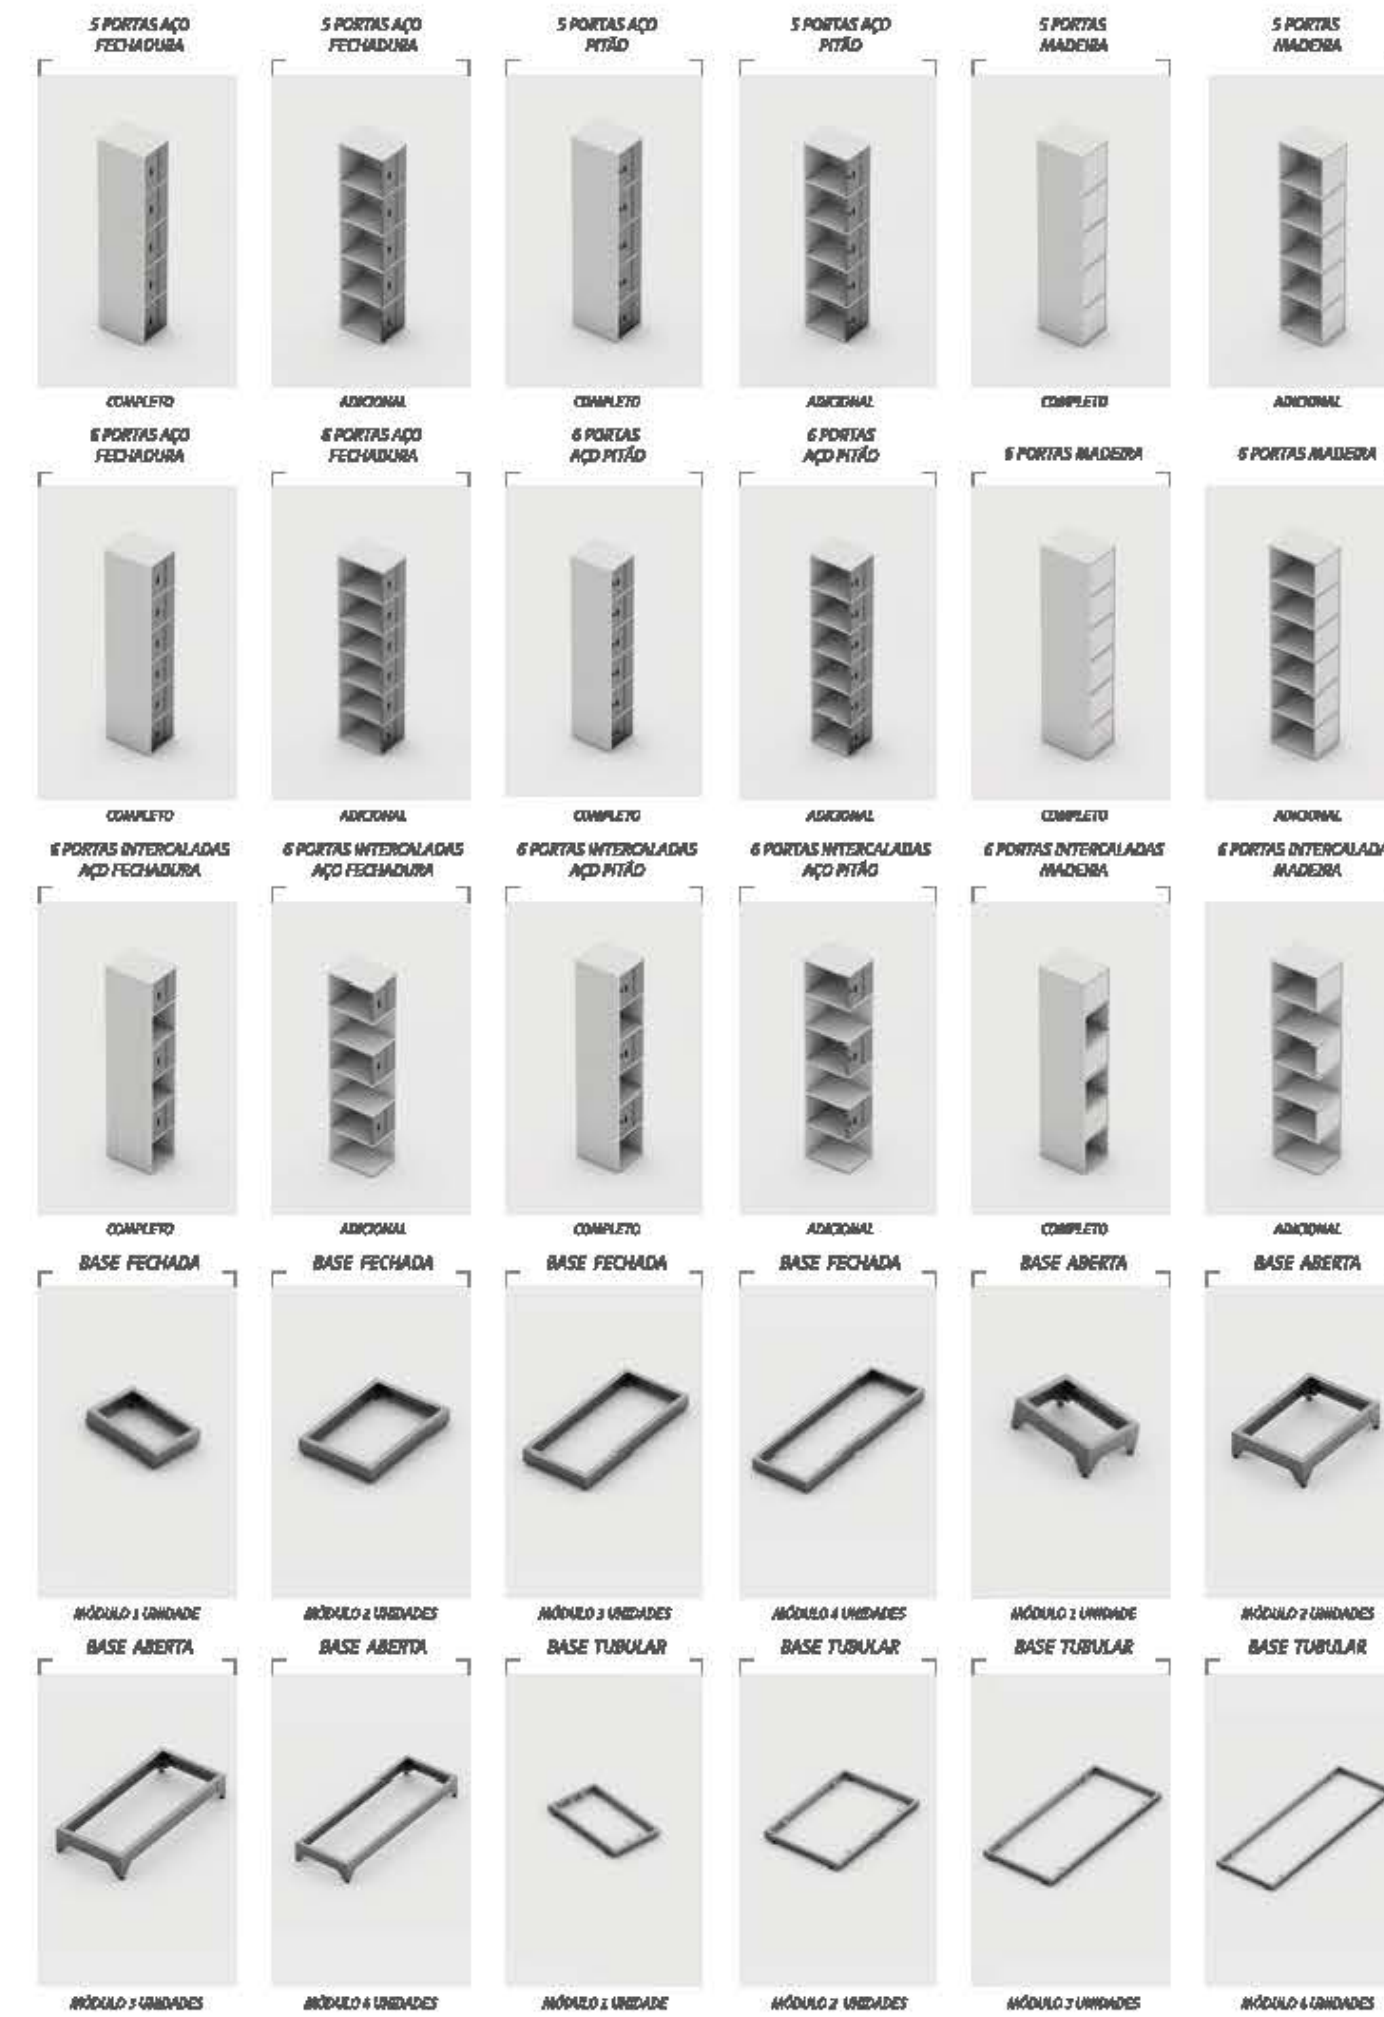 5 PORTAS AÇO
FECHADURA
5 PORTAS AÇO
FECHADURA
5 PORTAS AÇO
PITÃO
5 PORTAS AÇO
PITÃO
5 PORTAS
MADEIRA
5 PORTAS
MADEIRA
COMPLETO
ADICIONAL
COMPLETO
ADICIONAL
COMPLETO
ADICIONAL
6 PORTAS AÇO
FECHADURA
6 PORTAS AÇO
FECHADURA
6 PORTAS
AÇO PITÃO
6 PORTAS
AÇO PITÃO
6 PORTAS MADEIRA
6 PORTAS MADEIRA
COMPLETO
ADICIONAL
COMPLETO
ADICIONAL
COMPLETO
ADICIONAL
6 PORTAS INTERCALADAS
AÇO FECHADURA
6 PORTAS INTERCALADAS
AÇO FECHADURA
6 PORTAS INTERCALADAS
AÇO PITÃO
6 PORTAS INTERCALADAS
AÇO PITÃO
6 PORTAS INTERCALADAS
MADEIRA
6 PORTAS INTERCALADA
MADEIRA
COMPLETO
ADICIONAL
COMPLETO
ADICIONAL
COMPLETO
ADICIONAL
BASE FECHADA
BASE FECHADA
BASE FECHADA
BASE FECHADA
BASE ABERTA
BASE ABERTA
MÓDULO 1 UNIDADE
MÓDULO 2 UNIDADES
MÓDULO 3 UNIDADES
MÓDULO 4 UNIDADES
MÓDULO 1 UNIDADE
MÓDULO 2 UNIDADES
BASE ABERTA
BASE ABERTA
BASE TUBULAR
BASE TUBULAR
BASE TUBULAR
BASE TUBULAR
MÓDULO 3 UNIDADES
MÓDULO 4 UNIDADES
MÓDULO 1 UNIDADE
MÓDULO 2 UNIDADES
MÓDULO 3 UNIDADES
MÓDULO 4 UNIDADES